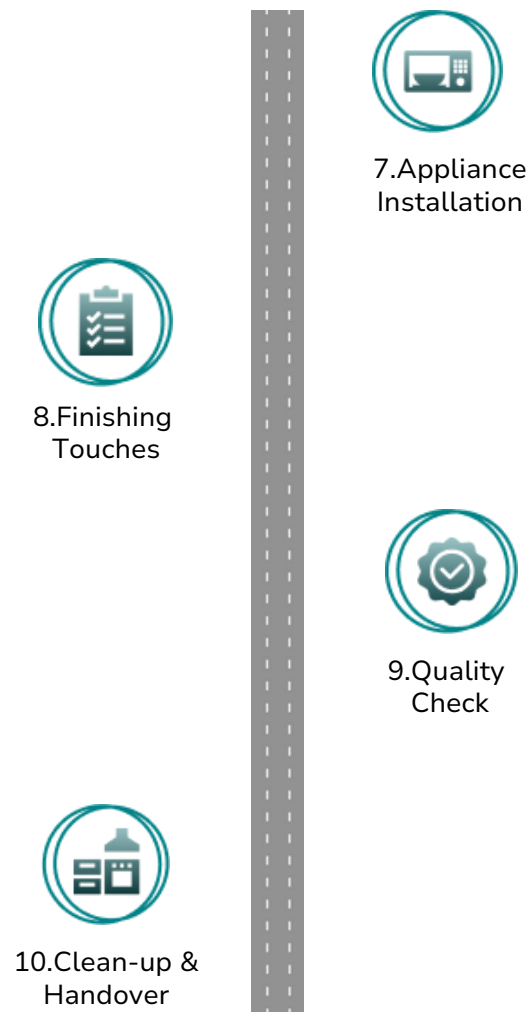 7.Appliance
Installation
8.Finishing
Touches
9.Quality
Check
10.Clean-up &
Handover